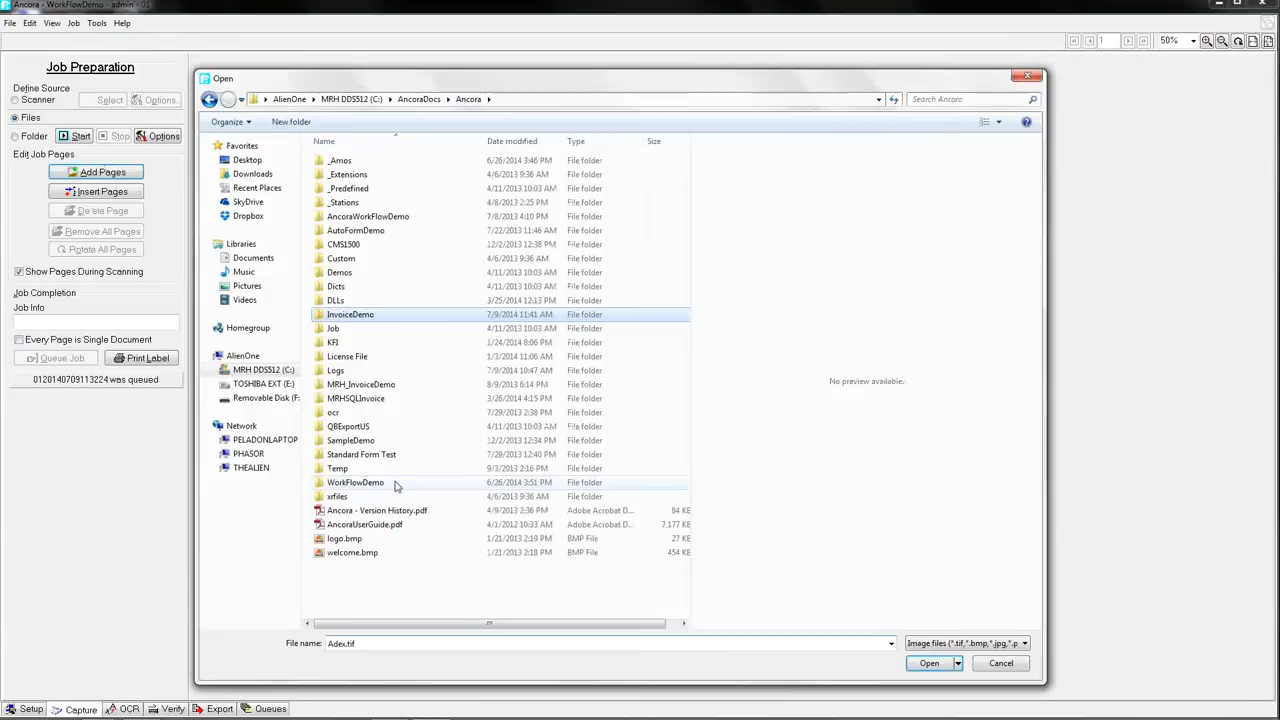 Ancora - WorkFlowDemo - admin - 01
File Edit View Job Tools Help
1 50%
Job Preparation
Define Source
Scanner Select Options.
Files
Folder Start Stop Options
Edit Job Pages
Add Pages
Insert Pages
Delete Page
Remove All Pages
Rotate All Pages
Show Pages During Scanning
Job Completion
Job Info
Every Page is Single Document
Queue Job Print Label
0120140709113224 was queued
Open
AlienOne MRH DDS512 (C:) AncoraDocs Ancora Search Ancora
Organize New folder
Favorites
Desktop
Downloads
Recent Places
SkyDrive
Dropbox
Libraries
Documents
Music
Pictures
Videos
Homegroup
AlienOne
MRH DDS512 (C:)
TOSHIBA EXT (E:)
Removable Disk (F:
Network
PELADONLAPTOP
PHASOR
THEALIEN
Name Date modified Type Size
_Amos 6/26/2014 3:46 PM File folder
_Extensions 4/6/2013 9:36 AM File folder
_Predefined 4/11/2013 10:03 AM File folder
_Stations 4/8/2013 2:25 PM File folder
AncoraWorkFlowDemo 7/8/2013 4:10 PM File folder
AutoFormDemo 7/22/2013 11:46 AM File folder
CMS1500 12/2/2013 12:38 PM File folder
Custom 4/6/2013 9:36 AM File folder
Demos 4/11/2013 10:03 AM File folder
Dicts 4/11/2013 10:03 AM File folder
DLLs 3/25/2014 12:13 PM File folder
InvoiceDemo 7/9/2014 11:41 AM File folder
Job 4/11/2013 10:03 AM File folder
KFI 1/24/2014 8:06 PM File folder
License File 1/3/2014 11:06 AM File folder
Logs 7/9/2014 10:47 AM File folder
MRH_InvoiceDemo 8/9/2013 6:14 PM File folder
MRHSQLInvoice 3/26/2014 4:15 PM File folder
ocr 7/29/2013 2:38 PM File folder
QBExportUS 4/11/2013 10:03 AM File folder
SampleDemo 12/2/2013 12:34 PM File folder
Standard Form Test 7/29/2013 12:40 PM File folder
Temp 9/3/2013 2:16 PM File folder
WorkFlowDemo 6/26/2014 3:51 PM File folder
xrfiles 4/6/2013 9:36 AM File folder
Ancora - Version History.pdf 4/9/2013 2:36 PM Adobe Acrobat D... 84 KB
AncoraUserGuide.pdf 4/1/2012 10:33 AM Adobe Acrobat D... 7,177 KB
logo.bmp 1/21/2013 2:19 PM BMP File 27 KB
welcome.bmp 1/21/2013 2:18 PM BMP File 454 KB
No preview available.
File name: Adex.tif Image files (*.tif,*.bmp,*.jpg,*.p
Open Cancel
Setup Capture OCR Verify Export Queues